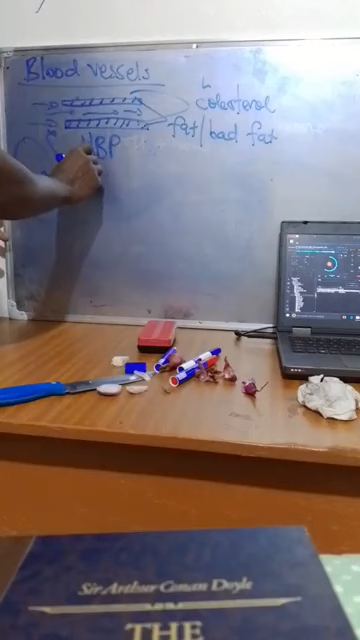 Blood vessels
Colesterol
fat/bad fat
HBP
Sir Arthur Conan Doyle
THE